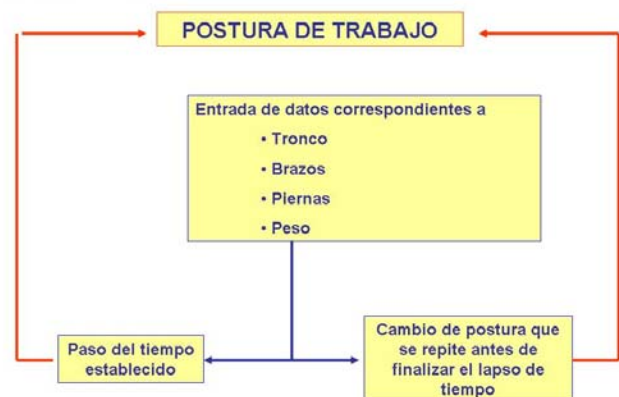 POSTURA DE TRABAJO
Entrada de datos correspondientes a
• Tronco
• Brazos
• Piernas
• Peso
Paso del tiempo
establecido
Cambio de postura que
se repite antes de
finalizar el lapso de
tiempo